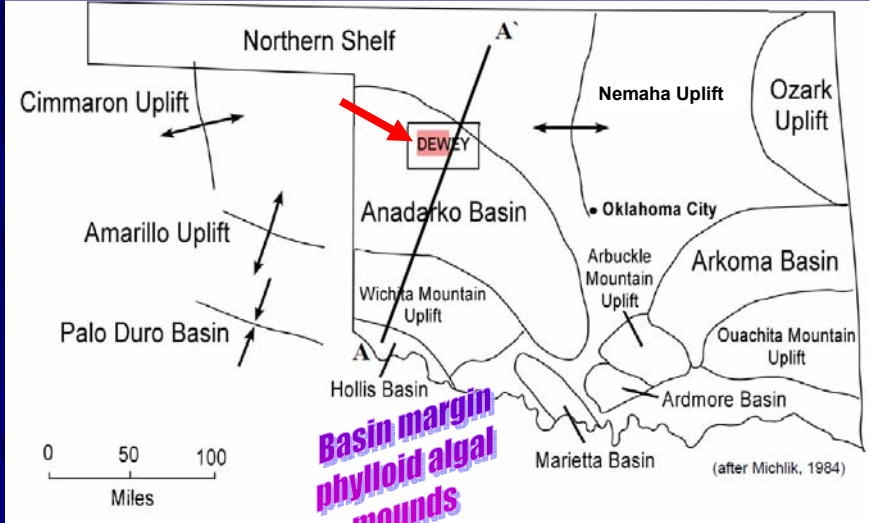 Northern Shelf
A`
Cimmaron Uplift
Nemaha Uplift
Ozark
Uplift
DEWEY
Anadarko Basin
Oklahoma City
Amarillo Uplift
Arbuckle
Mountain
Uplift
Arkoma Basin
Wichita Mountain
Uplift
Palo Duro Basin
Ouachita Mountain
Uplift
A
Hollis Basin
Ardmore Basin
Basin margin
phylloid algal
mounds
Marietta Basin
(after Michlik, 1984)
0 50 100
Miles